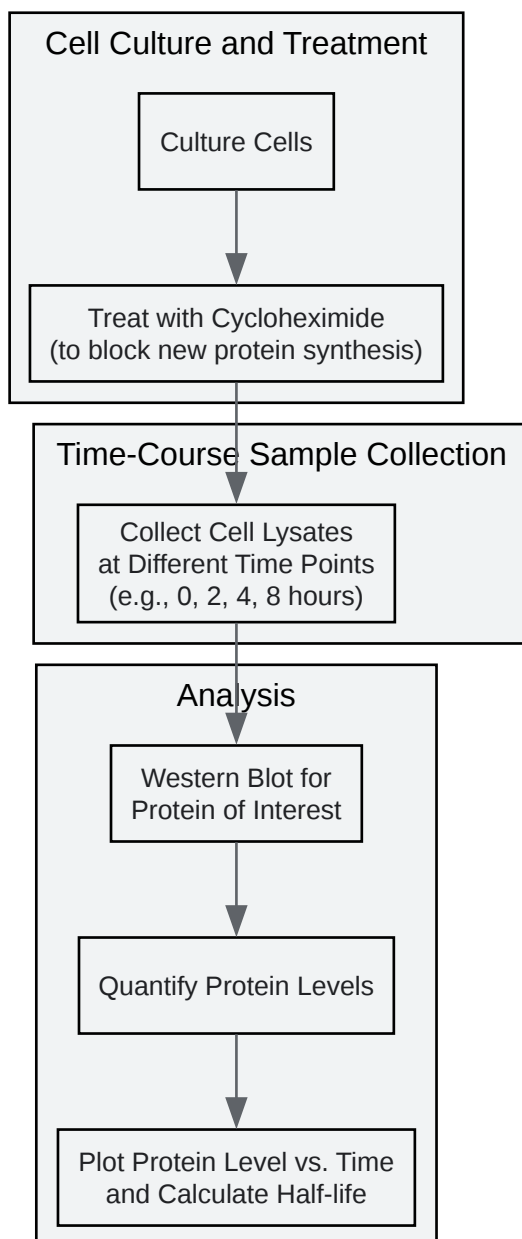 Cell Culture and Treatment
Culture Cells
Treat with Cycloheximide
(to block new protein synthesis)
Time-Course Sample Collection
Collect Cell Lysates
at Different Time Points
(e.g., 0, 2, 4, 8 hours)
Analysis
Western Blot for
Protein of Interest
Quantify Protein Levels
Plot Protein Level vs. Time
and Calculate Half-life